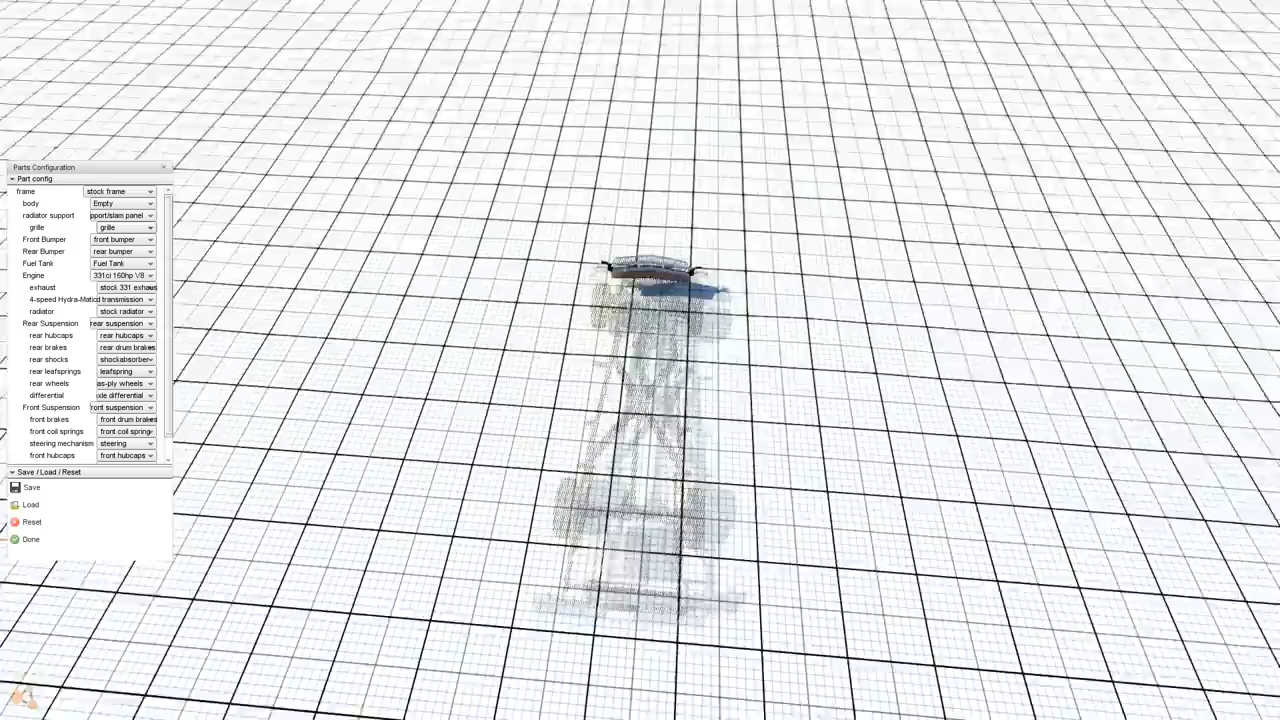 Parts Configuration
Part config
frame stock frame
body Empty
radiator support pport/slam panel
grille grille
Front Bumper front bumper
Rear Bumper rear bumper
Fuel Tank Fuel Tank
Engine 331ci 160hp V8
exhaust stock 331 exhaus
4-speed Hydra-Matic transmission
radiator stock radiator
Rear Suspension rear suspension
rear hubcaps rear hubcaps
rear brakes rear drum brakes
rear shocks shockabsorber
rear leafsprings leafspring
rear wheels as-ply wheels
differential xle differential
Front Suspension front suspension
front brakes front drum brakes
front coil springs front coil spring
steering mechanism steering
front hubcaps front hubcaps
Save / Load / Reset
Save
Load
Reset
Done